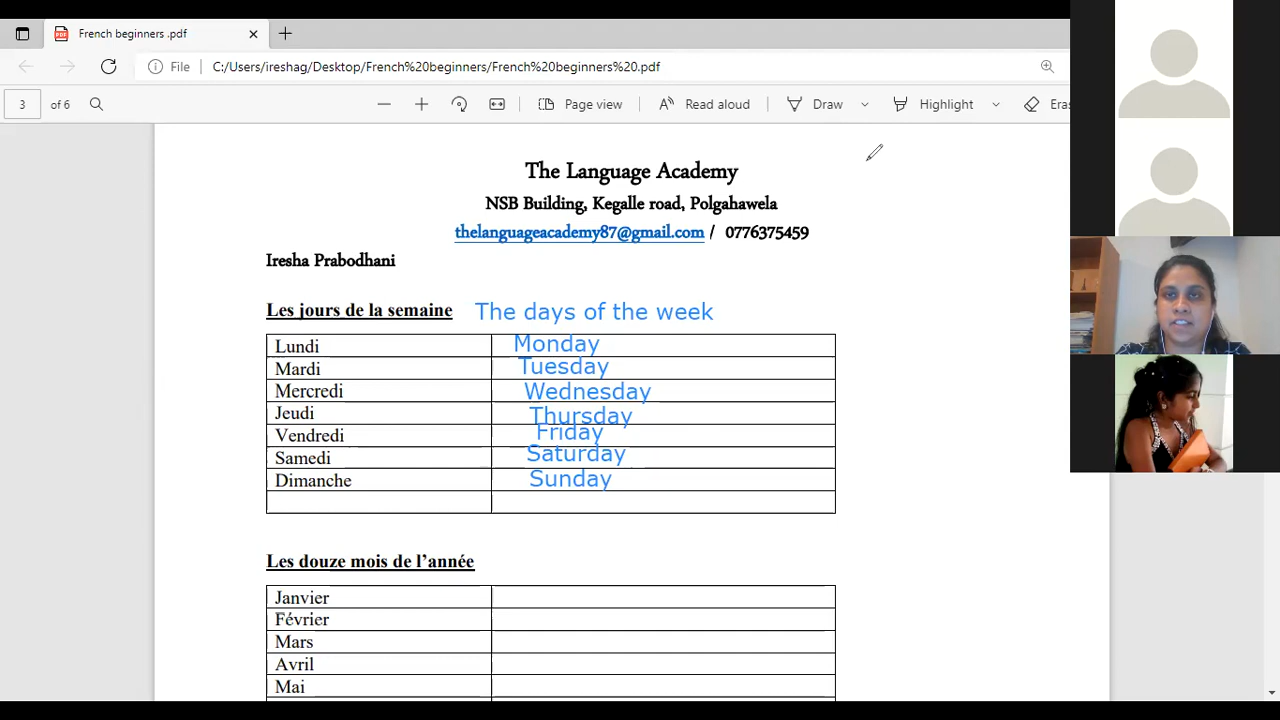 French beginners .pdf
File C:/Users/ireshag/Desktop/French%20beginners/French%20beginners%20.pdf
3 of 6 Page view Read aloud Draw Highlight Eras
The Language Academy
NSB Building, Kegalle road, Polgahawela
thelanguageacademy87@gmail.com / 0776375459
Iresha Prabodhani
Les jours de la semaine The days of the week
Lundi Monday
Mardi Tuesday
Mercredi Wednesday
Jeudi Thursday
Vendredi Friday
Samedi Saturday
Dimanche Sunday
Les douze mois de l’année
Janvier
Février
Mars
Avril
Mai